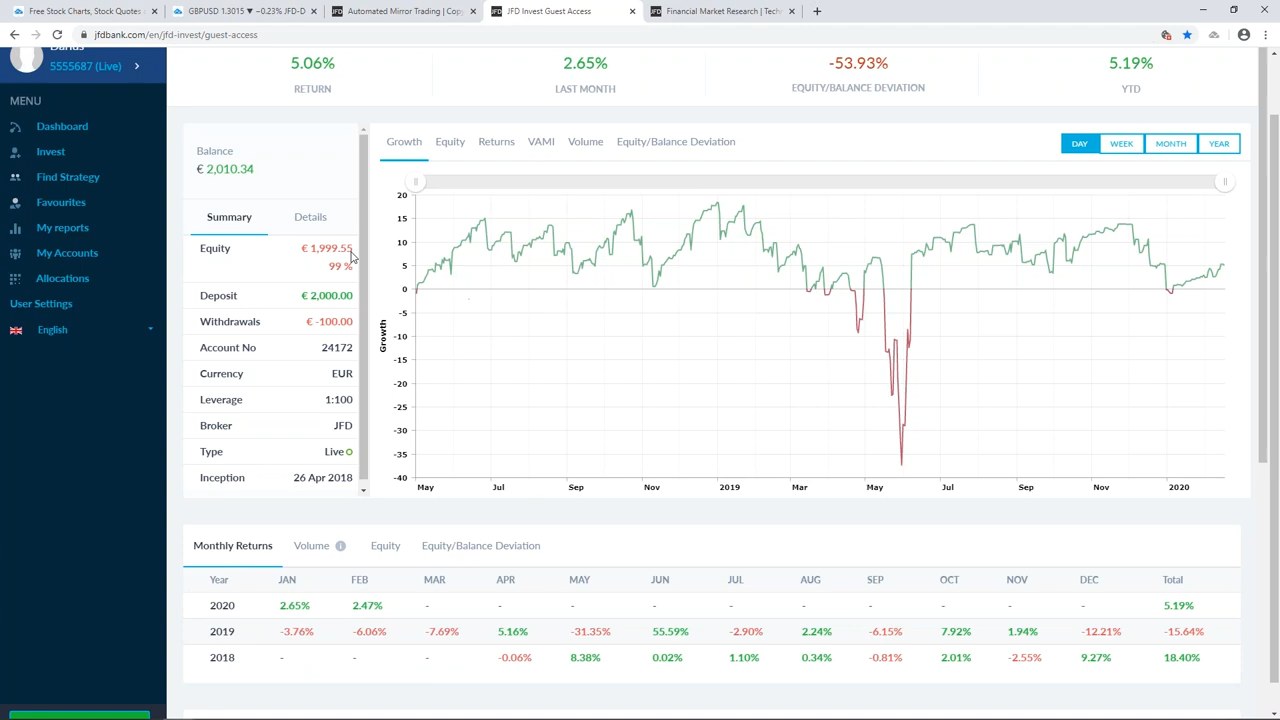 Free Stock Charts, Stock Quotes
GBPUSD 1.3015 ▼ −0.23% JFD-D
Automated Mirror Trading | Copy
JFD Invest Guest Access
Financial Market Research | Techn
jfdbank.com/en/jfd-invest/guest-access
Darius
5555687 (Live)
MENU
Dashboard
Invest
Find Strategy
Favourites
My reports
My Accounts
Allocations
User Settings
English
5.06%
RETURN
2.65%
LAST MONTH
-53.93%
EQUITY/BALANCE DEVIATION
5.19%
YTD
Balance
€ 2,010.34
Summary Details
Equity € 1,999.55
99 %
Deposit € 2,000.00
Withdrawals € -100.00
Account No 24172
Currency EUR
Leverage 1:100
Broker JFD
Type Live
Inception 26 Apr 2018
Growth Equity Returns VAMI Volume Equity/Balance Deviation
DAY WEEK MONTH YEAR
20
15
10
5
0
-5
-10
-15
-20
-25
-30
-35
-40
Growth
May Jul Sep Nov 2019 Mar May Jul Sep Nov 2020
Monthly Returns Volume Equity Equity/Balance Deviation
Year JAN FEB MAR APR MAY JUN JUL AUG SEP OCT NOV DEC Total
2020 2.65% 2.47% - - - - - - - - - - 5.19%
2019 -3.76% -6.06% -7.69% 5.16% -31.35% 55.59% -2.90% 2.24% -6.15% 7.92% 1.94% -12.21% -15.64%
2018 - - - -0.06% 8.38% 0.02% 1.10% 0.34% -0.81% 2.01% -2.55% 9.27% 18.40%